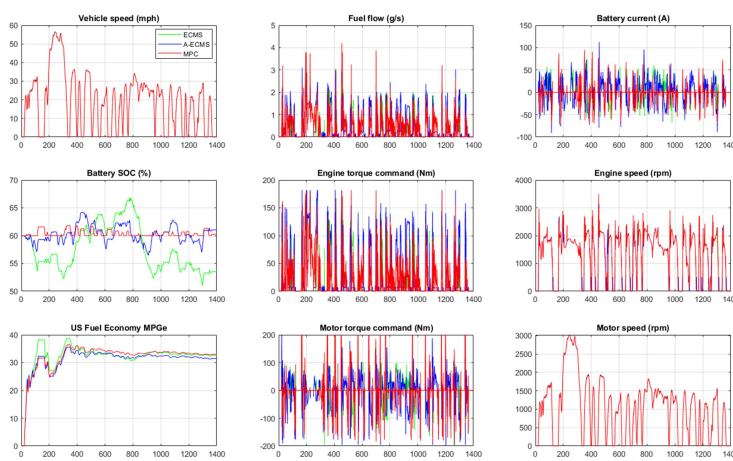 Vehicle speed (mph)
60
50
40
30
20
10
0
0 200 400 600 800 1000 1200 1400
ECMS
A-ECMS
MPC
Fuel flow (g/s)
5
4
3
2
1
0
0 200 400 600 800 1000 1200 1400
Battery current (A)
150
100
50
0
-50
-100
0 200 400 600 800 1000 1200 1400
Battery SOC (%)
70
65
60
55
50
0 200 400 600 800 1000 1200 1400
Engine torque command (Nm)
200
150
100
50
0
0 200 400 600 800 1000 1200 1400
Engine speed (rpm)
4000
3000
2000
1000
0
0 200 400 600 800 1000 1200 1400
US Fuel Economy MPGe
40
30
20
10
0
0 200 400 600 800 1000 1200 1400
Motor torque command (Nm)
200
100
0
-100
-200
0 200 400 600 800 1000 1200 1400
Motor speed (rpm)
3000
2500
2000
1500
1000
500
0
0 200 400 600 800 1000 1200 1400